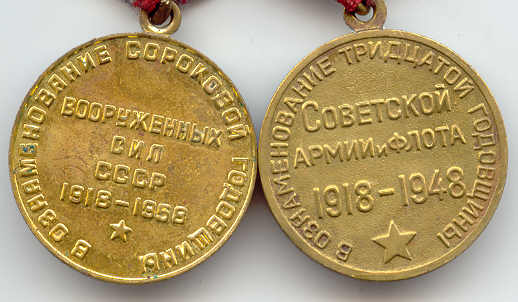 В ОЗНАМЕНОВАНИЕ СОРОКОВОЙ ГОДОВЩИНЫ
ВООРУЖЕННЫХ
СИЛ
СССР
1918-1958
В ОЗНАМЕНОВАНИЕ ТРИДЦАТОЙ ГОДОВЩИНЫ
СОВЕТСКОЙ
АРМИИ и ФЛОТА
1918-1948